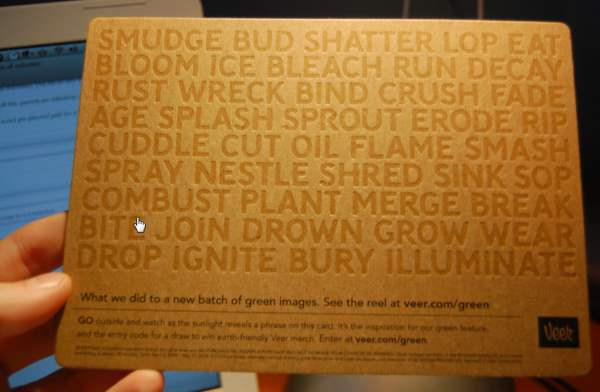 SMUDGE BUD SHATTER LOP EAT
BLOOM ICE BLEACH RUN DECAY
RUST WRECK BIND CRUSH FADE
AGE SPLASH SPROUT ERODE RIP
CUDDLE CUT OIL FLAME SMASH
SPRAY NESTLE SHRED SINK SOP
COMBUST PLANT MERGE BREAK
BITE JOIN DROWN GROW WEAR
DROP IGNITE BURY ILLUMINATE
What we did to a new batch of green images. See the reel at veer.com/green
GO outside and watch as the sunlight reveals a phrase on this card. It's the inspiration for our green feature,
and the entry code for a draw to win earth-friendly Veer merch. Enter at veer.com/green.
Veer